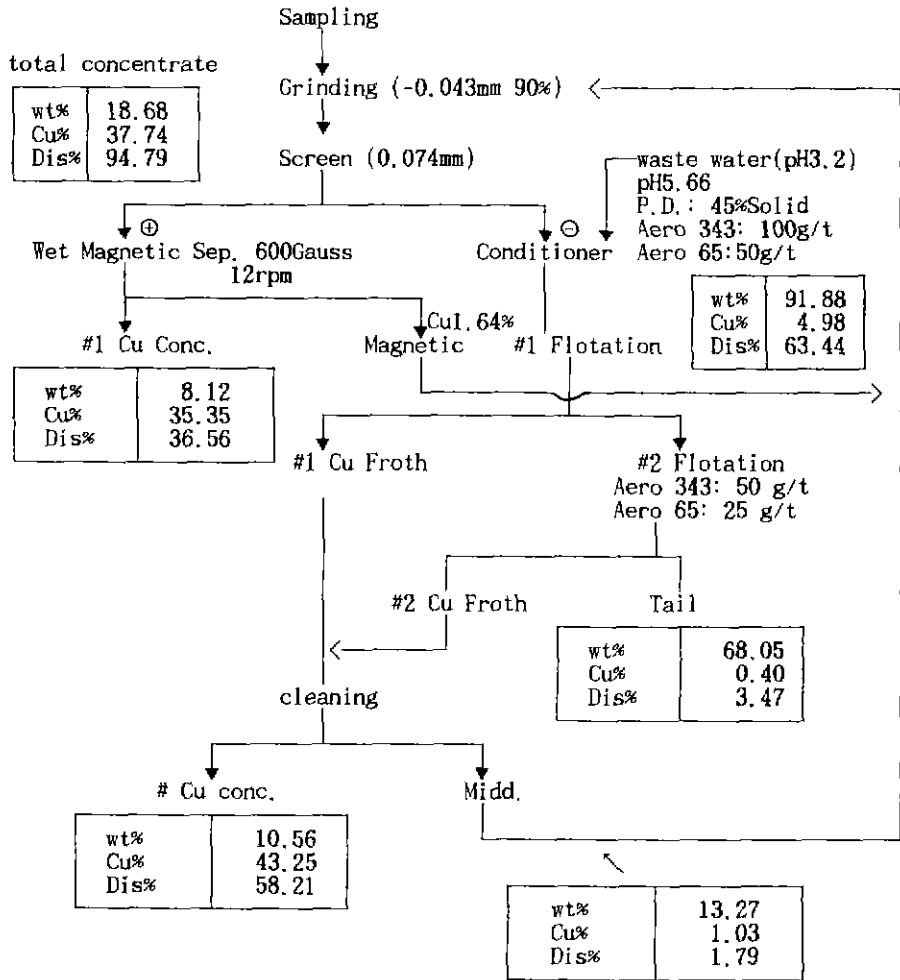 Sampling
total concentrate
wt% 18.68
Cu% 37.74
Dis% 94.79
Grinding (-0.043mm 90%)
Screen (0.074mm)
waste water(pH3.2)
pH5.66
P.D.: 45%Solid
Aero 343: 100g/t
Aero 65:50g/t
⊕
Wet Magnetic Sep. 600Gauss
12rpm
⊖
Conditioner
wt% 91.88
Cu% 4.98
Dis% 63.44
#1 Cu Conc.
Cu1.64%
Magnetic
#1 Flotation
wt% 8.12
Cu% 35.35
Dis% 36.56
#1 Cu Froth
#2 Flotation
Aero 343: 50 g/t
Aero 65: 25 g/t
#2 Cu Froth
Tail
wt% 68.05
Cu% 0.40
Dis% 3.47
cleaning
# Cu conc.
Midd.
wt% 10.56
Cu% 43.25
Dis% 58.21
wt% 13.27
Cu% 1.03
Dis% 1.79